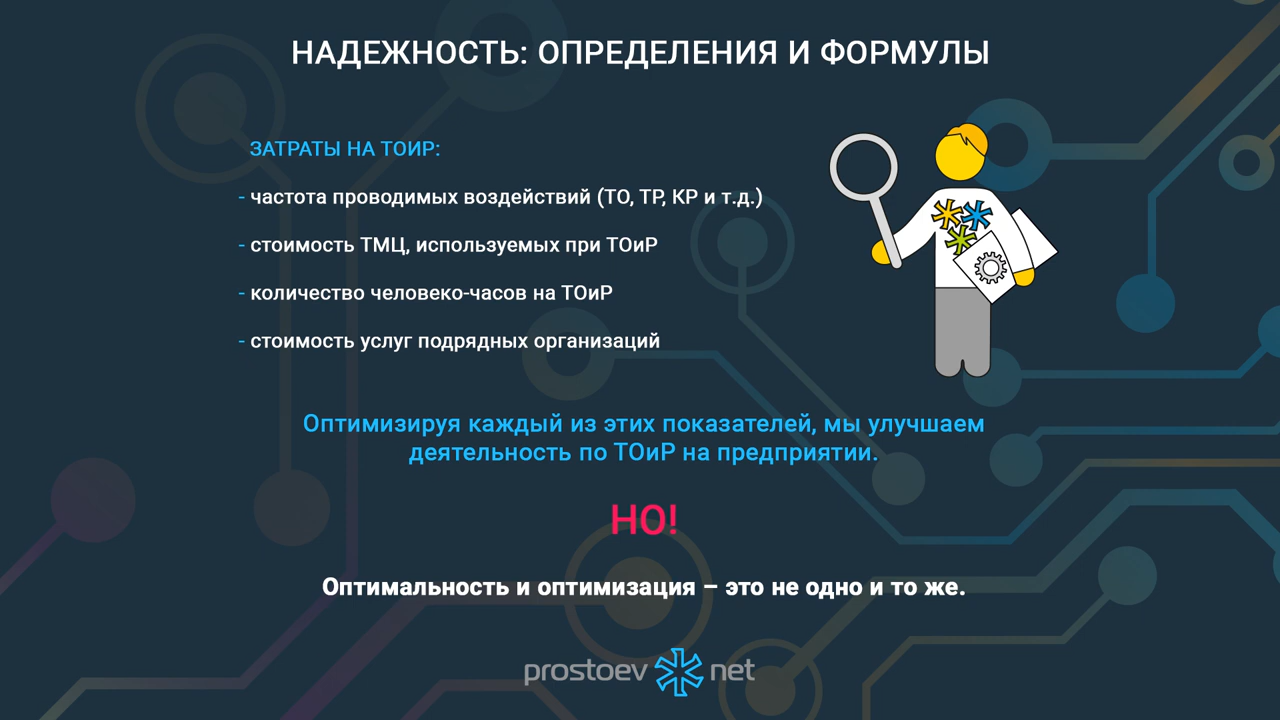 НАДЕЖНОСТЬ: ОПРЕДЕЛЕНИЯ И ФОРМУЛЫ
ЗАТРАТЫ НА ТОИР:
- частота проводимых воздействий (ТО, ТР, КР и т.д.)
- стоимость ТМЦ, используемых при ТОиР
- количество человеко-часов на ТОиР
- стоимость услуг подрядных организаций
Оптимизируя каждый из этих показателей, мы улучшаем
деятельность по ТОиР на предприятии.
НО!
Оптимальность и оптимизация – это не одно и то же.
prostoev net